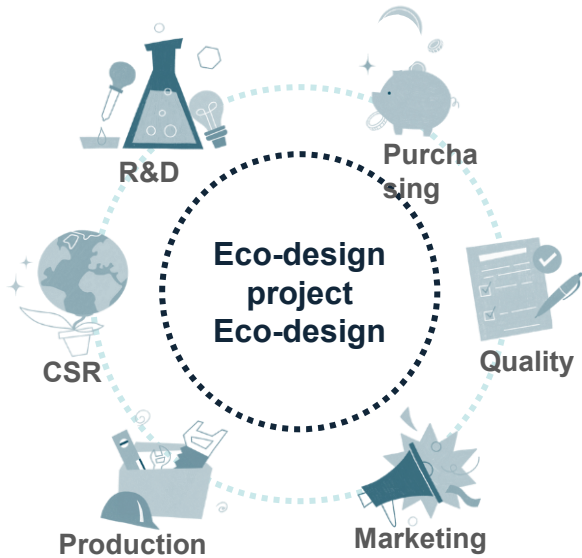 R&D
Purcha
sing
Eco-design
project
Eco-design
CSR
Quality
Production
Marketing